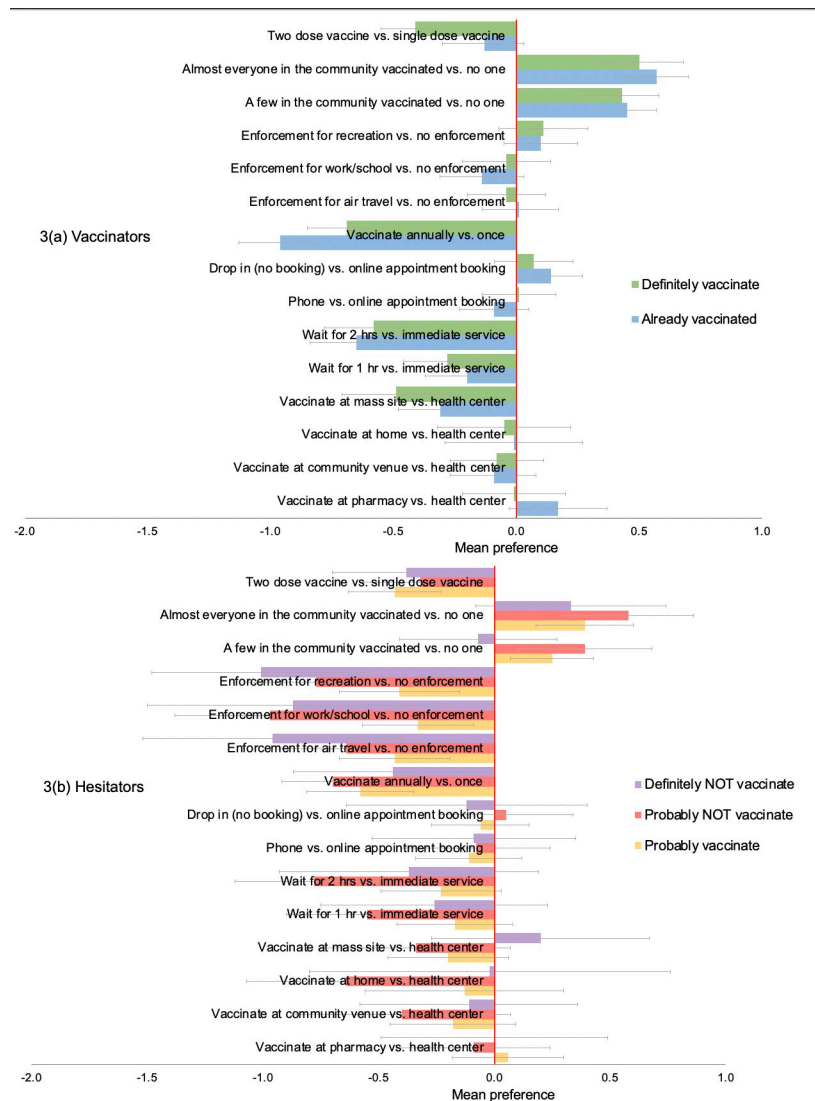 Two dose vaccine vs. single dose vaccine
Almost everyone in the community vaccinated vs. no one
A few in the community vaccinated vs. no one
Enforcement for recreation vs. no enforcement
Enforcement for work/school vs. no enforcement
Enforcement for air travel vs. no enforcement
3(a) Vaccinators
Vaccinate annually vs. once
Drop in (no booking) vs. online appointment booking
Definitely vaccinate
Phone vs. online appointment booking
Already vaccinated
Wait for 2 hrs vs. immediate service
Wait for 1 hr vs. immediate service
Vaccinate at mass site vs. health center
Vaccinate at home vs. health center
Vaccinate at community venue vs. health center
Vaccinate at pharmacy vs. health center
-2.0 -1.5 -1.0 -0.5 0.0 0.5 1.0
Mean preference
Two dose vaccine vs. single dose vaccine
Almost everyone in the community vaccinated vs. no one
A few in the community vaccinated vs. no one
Enforcement for recreation vs. no enforcement
Enforcement for work/school vs. no enforcement
Enforcement for air travel vs. no enforcement
3(b) Hesitators
Vaccinate annually vs. once
Definitely NOT vaccinate
Drop in (no booking) vs. online appointment booking
Probably NOT vaccinate
Phone vs. online appointment booking
Probably vaccinate
Wait for 2 hrs vs. immediate service
Wait for 1 hr vs. immediate service
Vaccinate at mass site vs. health center
Vaccinate at home vs. health center
Vaccinate at community venue vs. health center
Vaccinate at pharmacy vs. health center
-2.0 -1.5 -1.0 -0.5 0.0 0.5 1.0
Mean preference